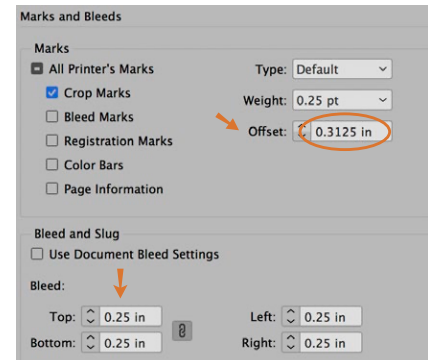 Marks and Bleeds
Marks
All Printer's Marks
Crop Marks
Bleed Marks
Registration Marks
Color Bars
Page Information
Type: Default
Weight: 0.25 pt
Offset: 0.3125 in
Bleed and Slug
Use Document Bleed Settings
Bleed:
Top: 0.25 in Left: 0.25 in
Bottom: 0.25 in Right: 0.25 in